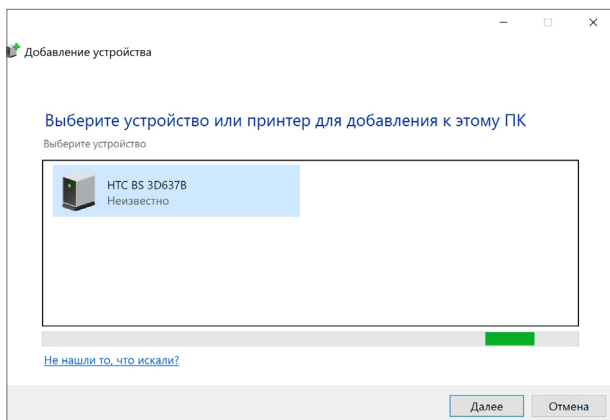 Добавление устройства
Выберите устройство или принтер для добавления к этому ПК
Выберите устройство
HTC BS 3D637B
Неизвестно
Не нашли то, что искали?
Далее
Отмена